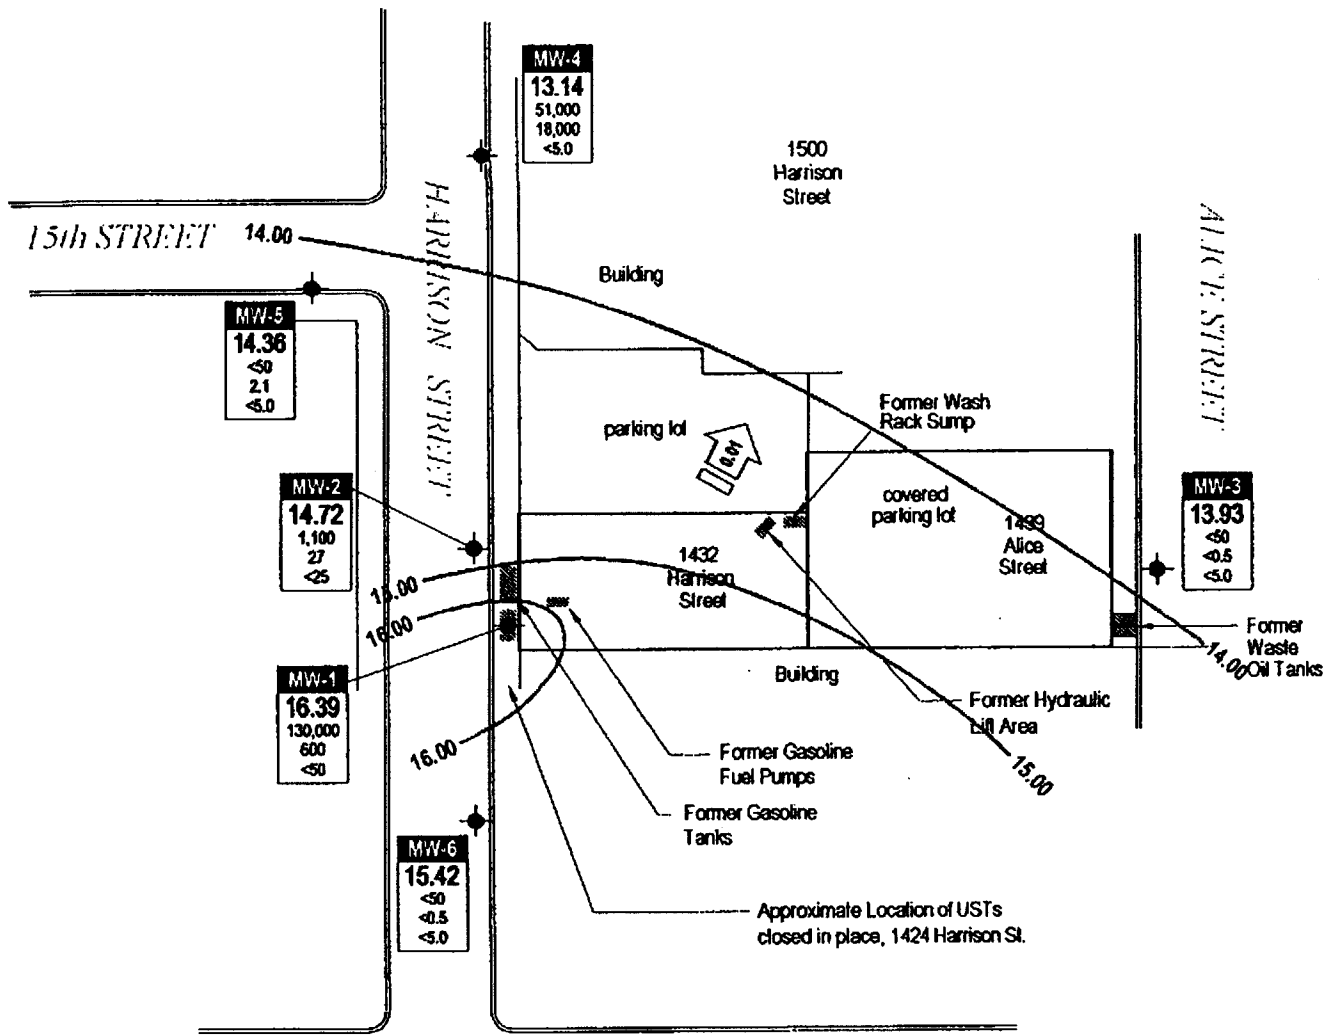 MW-4
13.14
51,000
18,000
<5.0
1500
Harrison
Street
HARRISON STREET
ALICE STREET
15th STREET
14.00
Building
MW-5
14.36
<50
2.1
<5.0
Former Wash
Rack Sump
parking lot
0.01
MW-2
14.72
1,100
27
<25
covered
parking lot
1499
Alice
Street
MW-3
13.93
<50
<0.5
<5.0
1432
Harrison
Street
15.00
16.00
Former
Waste
Oil Tanks
14.00
MW-1
16.39
130,000
600
<50
Building
Former Hydraulic
Lift Area
16.00
Former Gasoline
Fuel Pumps
15.00
Former Gasoline
Tanks
MW-6
15.42
<50
<0.5
<5.0
Approximate Location of USTs
closed in place, 1424 Harrison St.